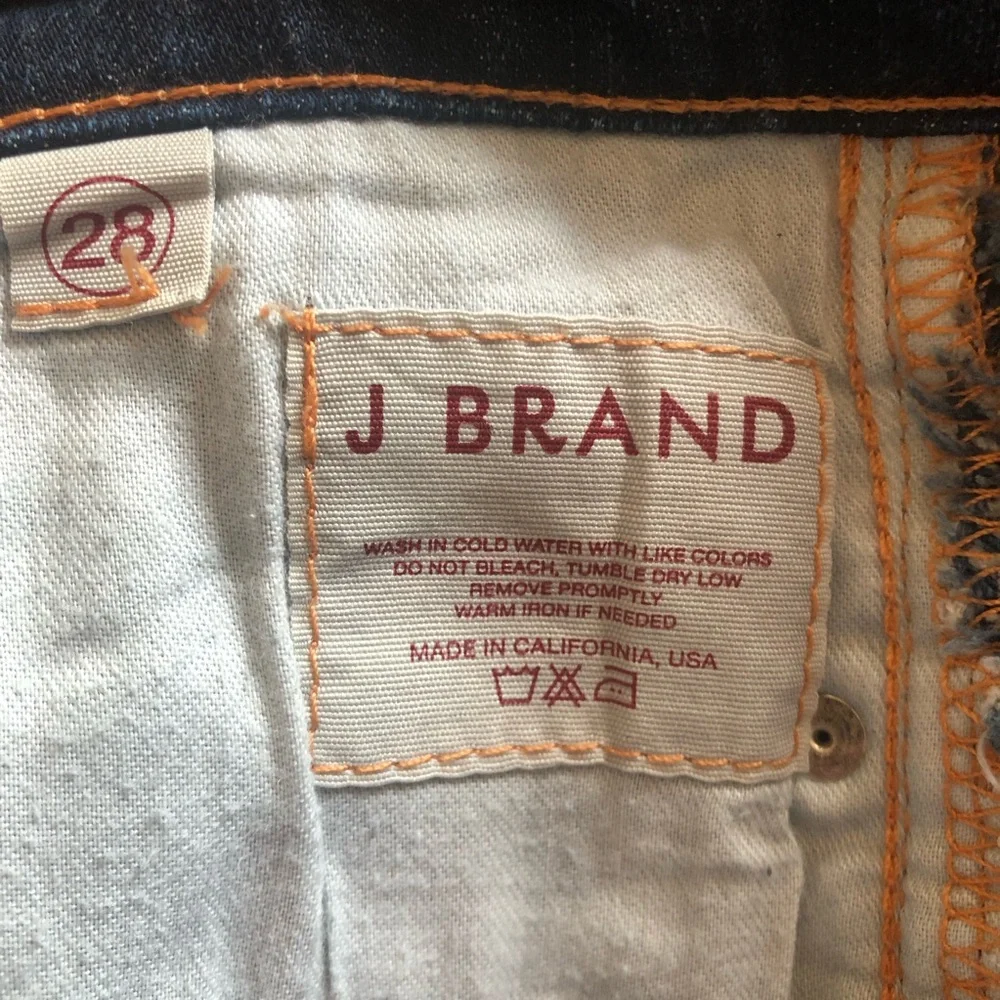 28
J BRAND
WASH IN COLD WATER WITH LIKE COLORS
DO NOT BLEACH, TUMBLE DRY LOW
REMOVE PROMPTLY
WARM IRON IF NEEDED
MADE IN CALIFORNIA, USA